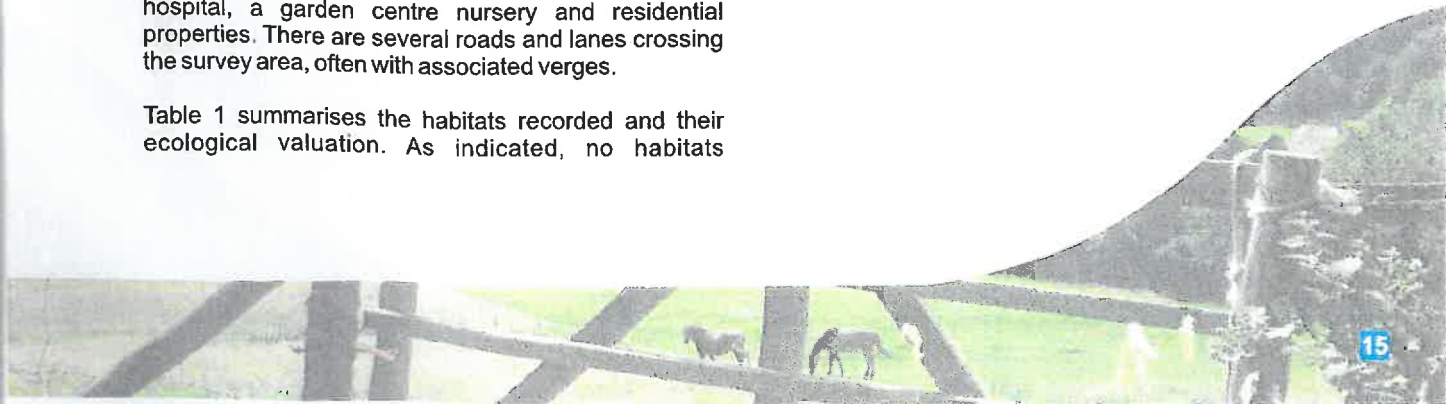 hospital, a garden centre nursery and residential
properties. There are several roads and lanes crossing
the survey area, often with associated verges.
Table 1 summarises the habitats recorded and their
ecological valuation. As indicated, no habitats
15